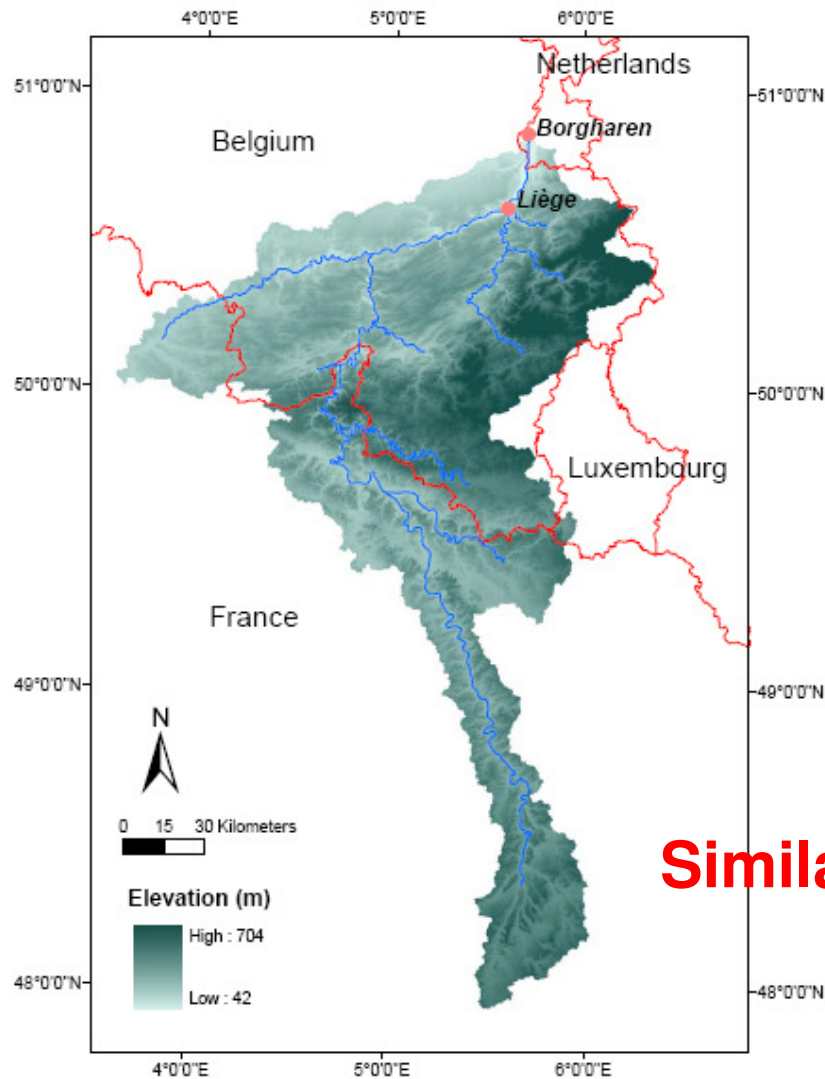 4°0'0"E 5°0'0"E 6°0'0"E
Netherlands
51°0'0"N 51°0'0"N
Borgharen
Belgium
Liège
50°0'0"N 50°0'0"N
Luxembourg
France
49°0'0"N 49°0'0"N
N
0 15 30 Kilometers
Simila
Elevation (m)
High : 704
Low : 42
48°0'0"N 48°0'0"N
4°0'0"E 5°0'0"E 6°0'0"E